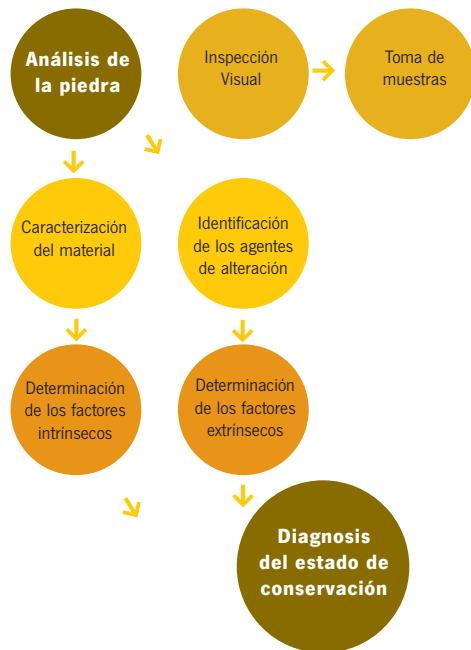 Análisis de
la piedra
Inspección
Visual
Toma de
muestras
Caracterización
del material
Identificación
de los agentes
de alteración
Determinación
de los factores
intrínsecos
Determinación
de los factores
extrínsecos
Diagnosis
del estado de
conservación